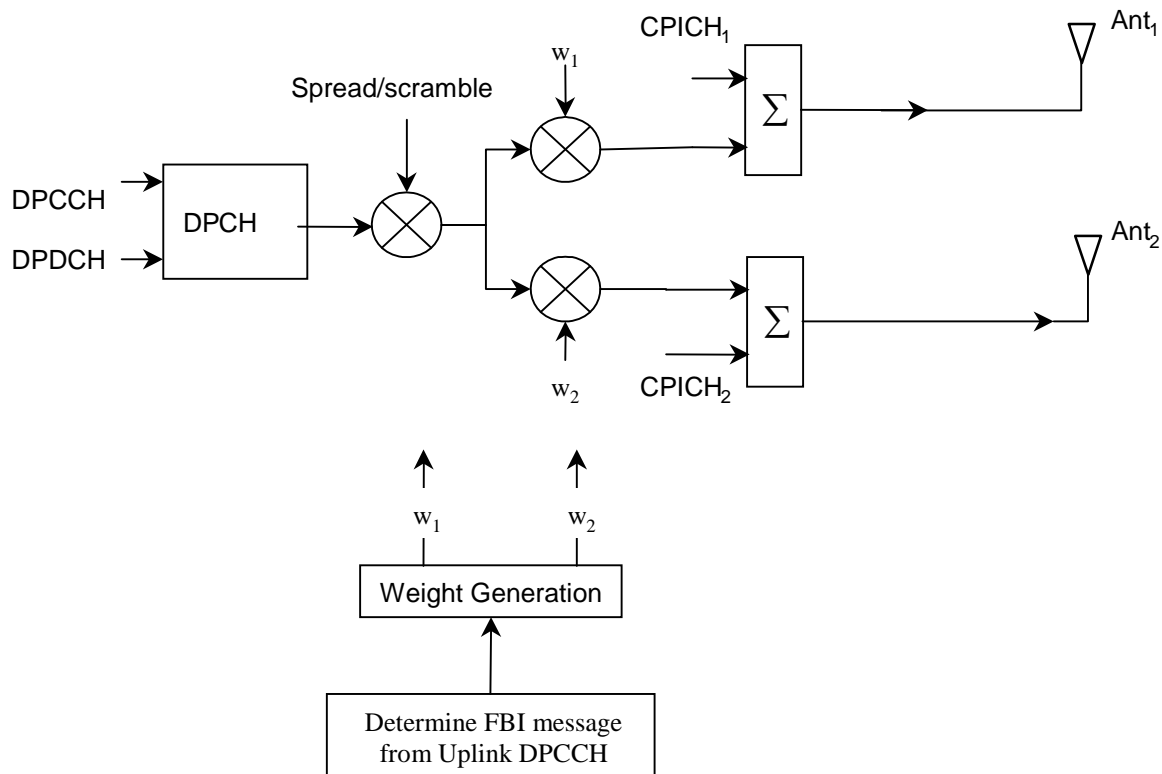 CPICH1
Ant1
w1
Spread/scramble
Σ
DPCCH
DPCH
DPDCH
Ant2
Σ
w2
CPICH2
w1
w2
Weight Generation
Determine FBI message
from Uplink DPCCH